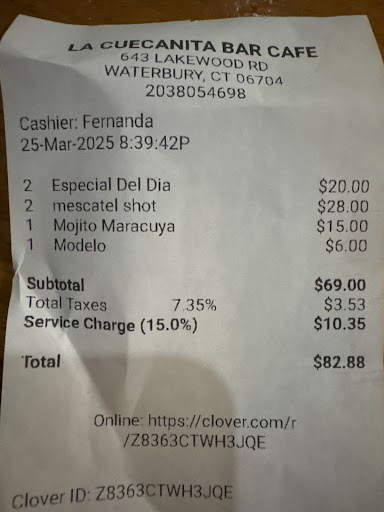 LA CUECANITA BAR CAFE
643 LAKEWOOD RD
WATERBURY, CT 06704
2038054698
Cashier: Fernanda
25-Mar-2025 8:39:42P
2 Especial Del Dia $20.00
2 mescatel shot $28.00
1 Mojito Maracuya $15.00
1 Modelo $6.00
Subtotal $69.00
Total Taxes 7.35% $3.53
Service Charge (15.0%) $10.35
Total $82.88
Online: https://clover.com/r
/Z8363CTWH3JQE
Clover ID: Z8363CTWH3JQE